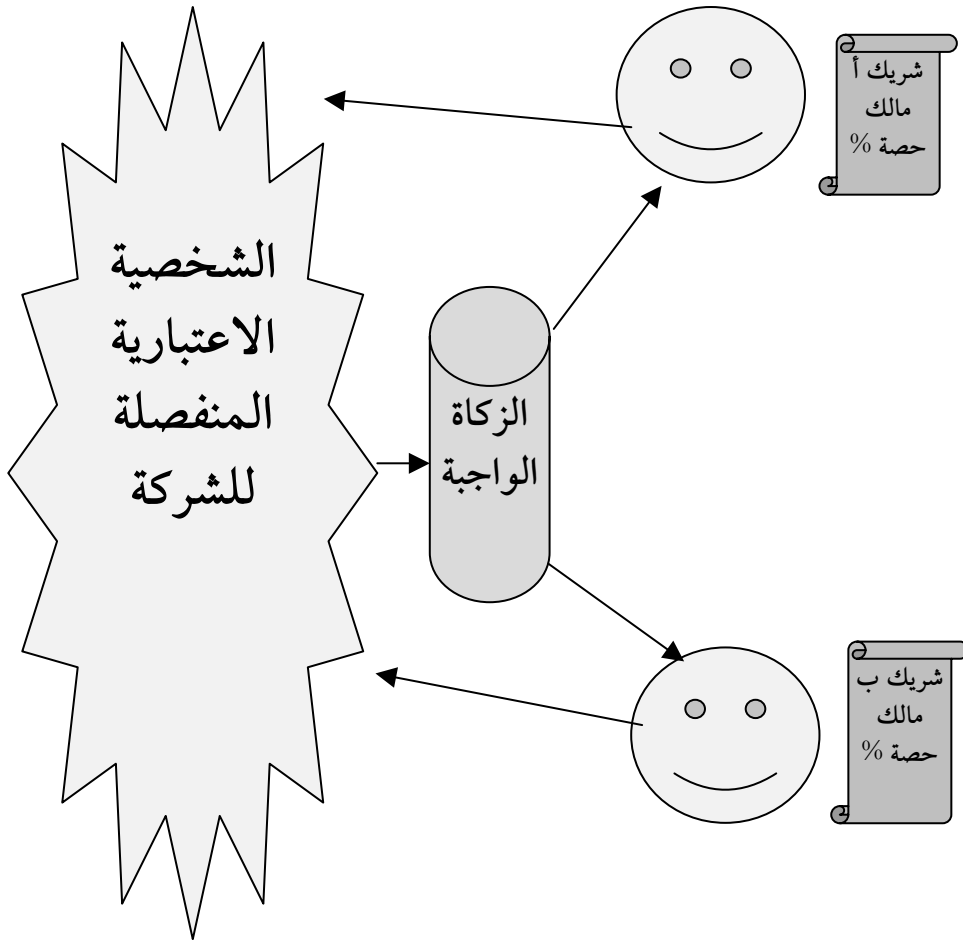 شريك أ
مالك
حصة %
الشخصية
الاعتبارية
المنفصلة
للشركة
الزكاة
الواجبة
شريك ب
مالك
حصة %